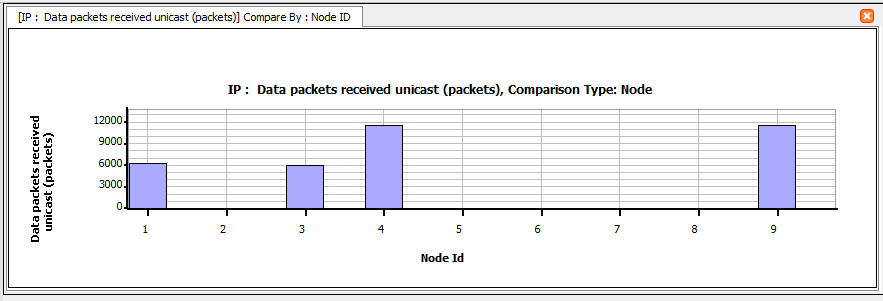 [IP :  Data packets received unicast (packets)] Compare By : Node ID
IP :  Data packets received unicast (packets), Comparison Type: Node
Data packets received
unicast (packets)
12000
9000
6000
3000
0
1 2 3 4 5 6 7 8 9
Node Id